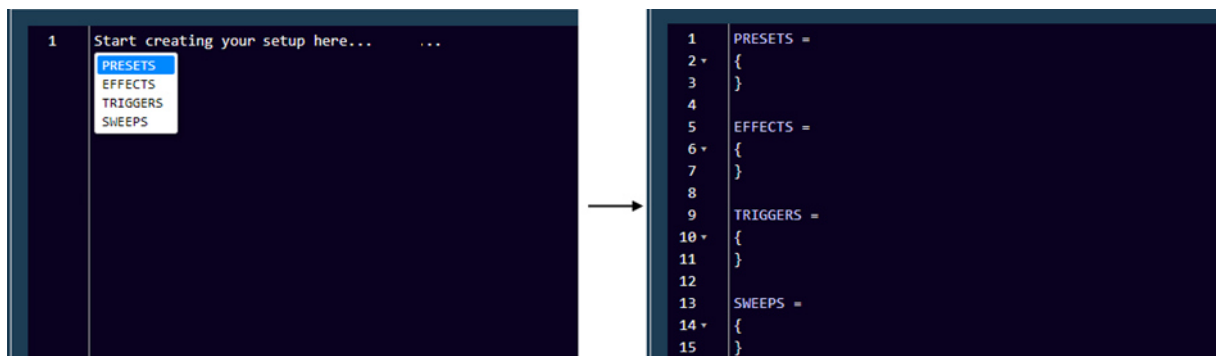 1 Start creating your setup here... ...
PRESETS
EFFECTS
TRIGGERS
SWEEPS
1 PRESETS =
2 {
3 }
4
5 EFFECTS =
6 {
7 }
8
9 TRIGGERS =
10 {
11 }
12
13 SWEEPS =
14 {
15 }